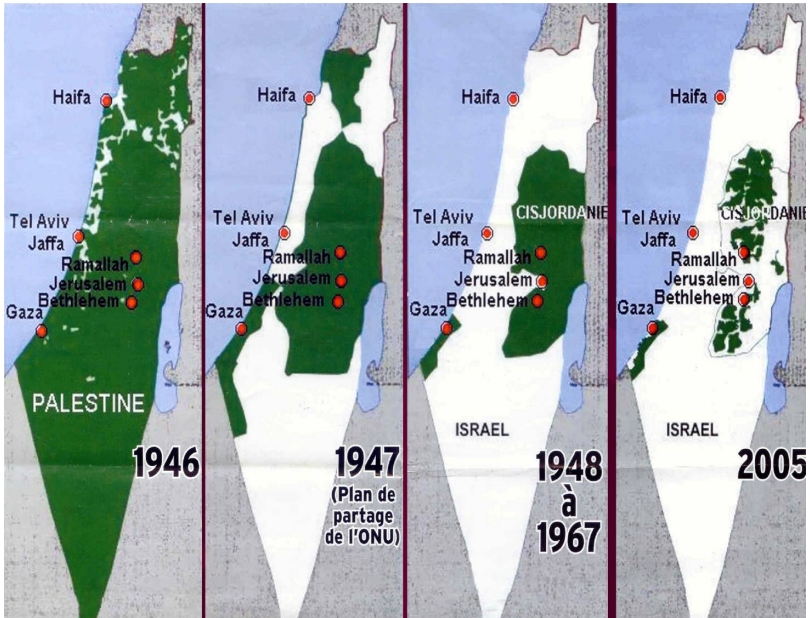 Haifa
Tel Aviv
Jaffa
Ramallah
Jerusalem
Bethlehem
Gaza
PALESTINE
1946
Haifa
Tel Aviv
Jaffa
Ramallah
Jerusalem
Bethlehem
Gaza
1947
(Plan de
partage
de l'ONU)
Haifa
CISJORDANIE
Tel Aviv
Jaffa
Ramallah
Jerusalem
Bethlehem
Gaza
ISRAEL
1948
à
1967
Haifa
CISJORDANIE
Tel Aviv
Jaffa
Ramallah
Jerusalem
Bethlehem
Gaza
ISRAEL
2005